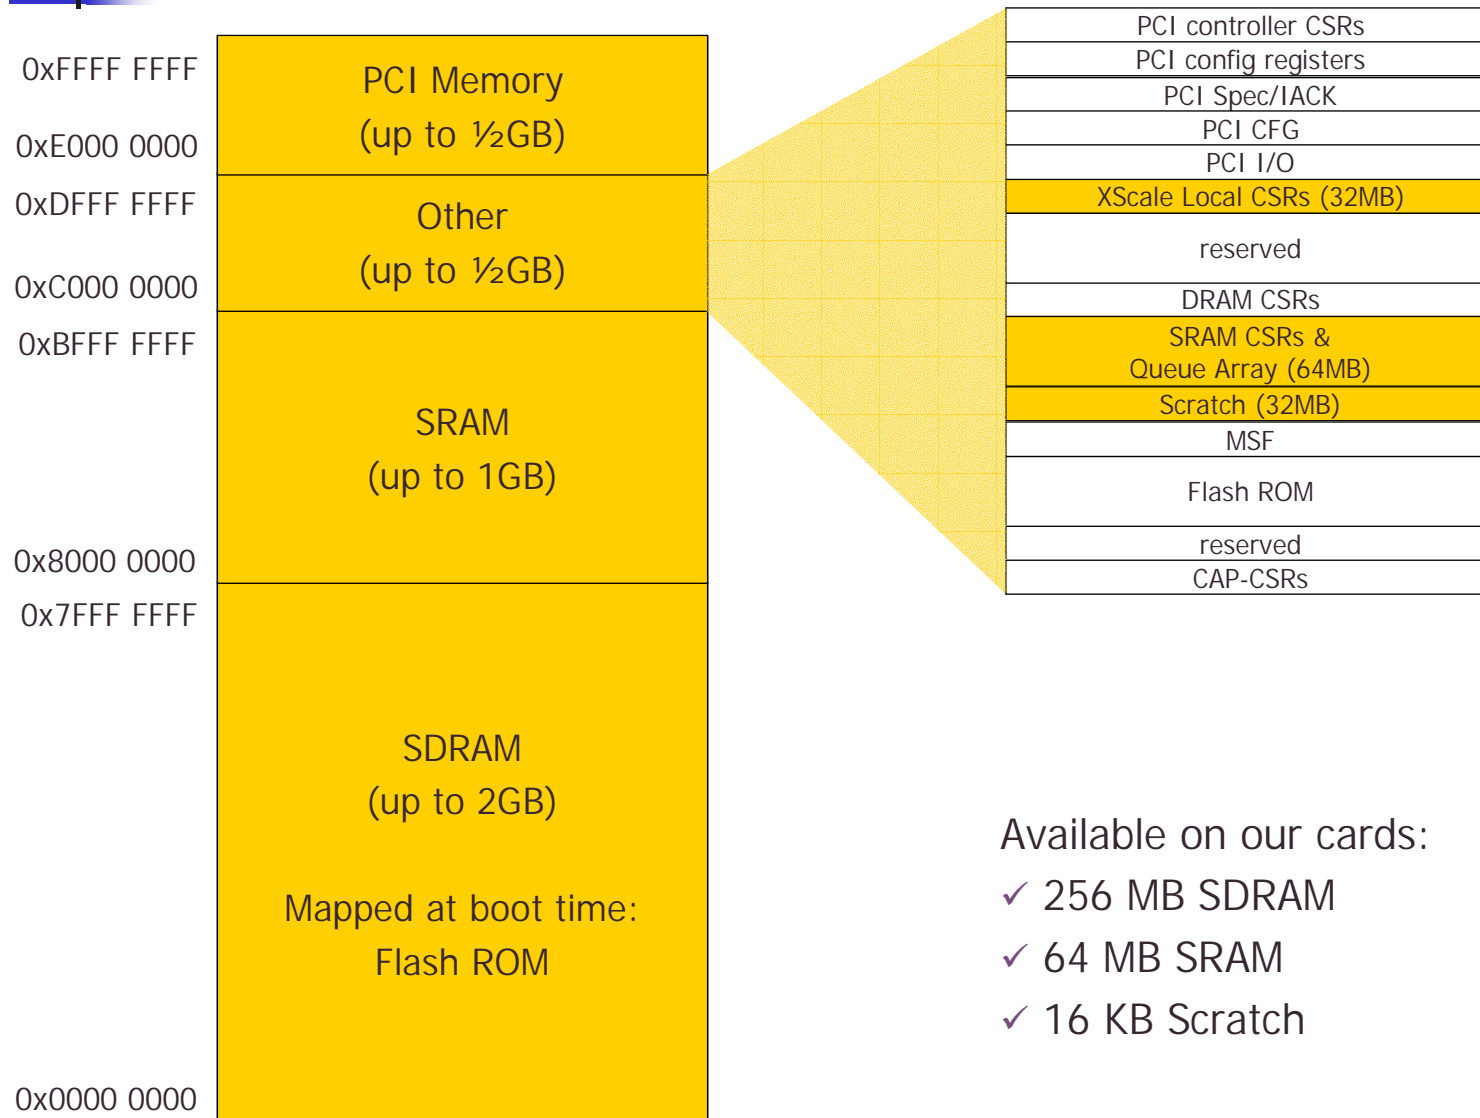 0xFFFF FFFF
0xE000 0000
0xDFFF FFFF
0xC000 0000
0xBFFF FFFF
0x8000 0000
0x7FFF FFFF
0x0000 0000
PCI Memory
(up to ½GB)
Other
(up to ½GB)
SRAM
(up to 1GB)
SDRAM
(up to 2GB)
Mapped at boot time:
Flash ROM
PCI controller CSRs
PCI config registers
PCI Spec/IACK
PCI CFG
PCI I/O
XScale Local CSRs (32MB)
reserved
DRAM CSRs
SRAM CSRs &
Queue Array (64MB)
Scratch (32MB)
MSF
Flash ROM
reserved
CAP-CSRs
Available on our cards:
✓ 256 MB SDRAM
✓ 64 MB SRAM
✓ 16 KB Scratch